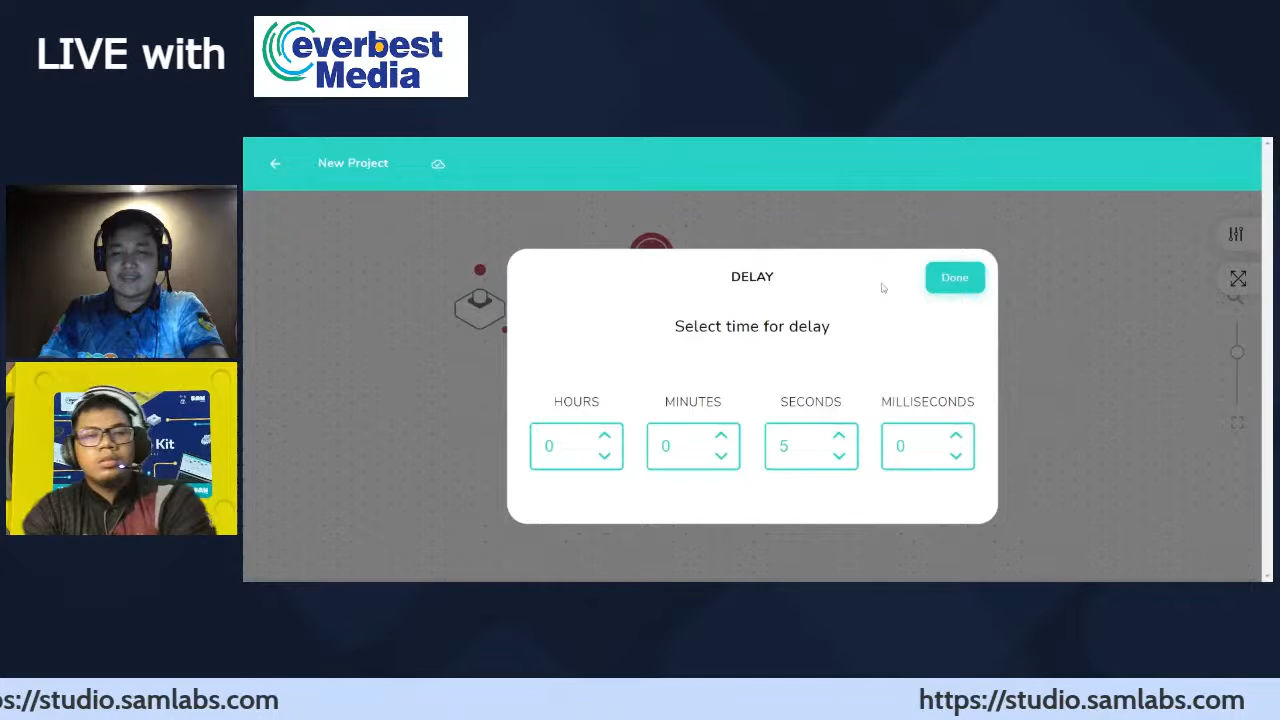 LIVE with
everbest
Media
New Project
DELAY
Done
Select time for delay
HOURS
MINUTES
SECONDS
MILLISECONDS
0
0
5
0
Kit
ps://studio.samlabs.com
https://studio.samlabs.com